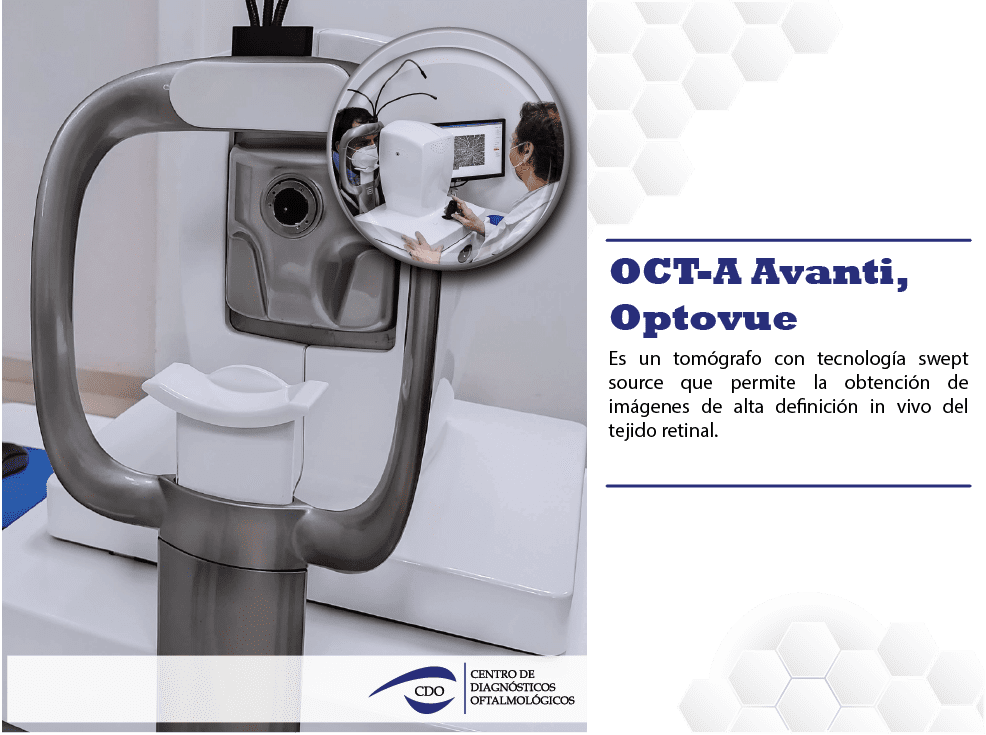 OCT-A Avanti,
Optovue
Es un tomógrafo con tecnología swept
source que permite la obtención de
imágenes de alta definición in vivo del
tejido retinal.
CDO
CENTRO DE
DIAGNÓSTICOS
OFTALMOLÓGICOS